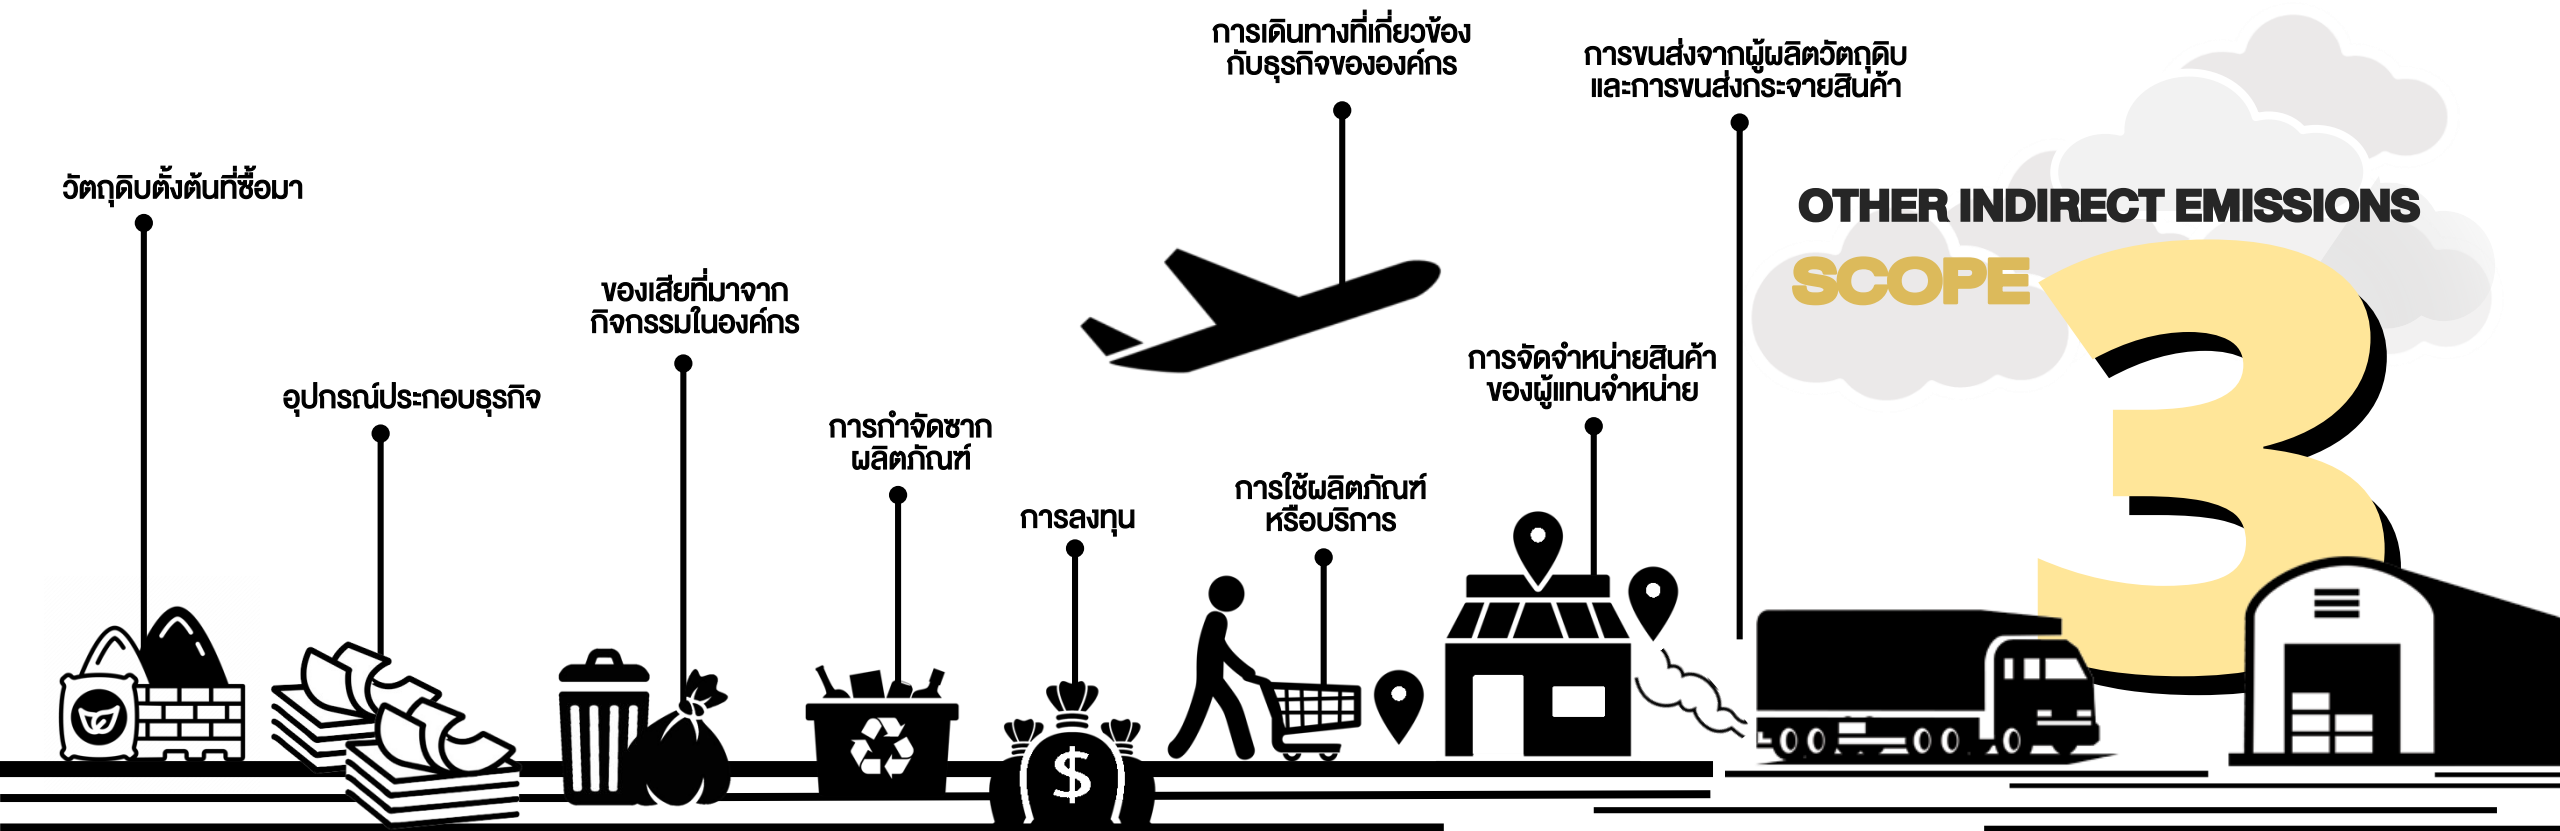 วัตถุดิบตั้งต้นที่ซื้อมา
อุปกรณ์ประกอบธุรกิจ
ของเสียที่มาจาก
กิจกรรมในองค์กร
การกำจัดซาก
ผลิตภัณฑ์
การลงทุน
การเดินทางที่เกี่ยวข้อง
กับธุรกิจขององค์กร
การใช้ผลิตภัณฑ์
หรือบริการ
การจัดจำหน่ายสินค้า
ของผู้แทนจำหน่าย
การขนส่งจากผู้ผลิตวัตถุดิบ
และการขนส่งกระจายสินค้า
OTHER INDIRECT EMISSIONS
SCOPE 3
$